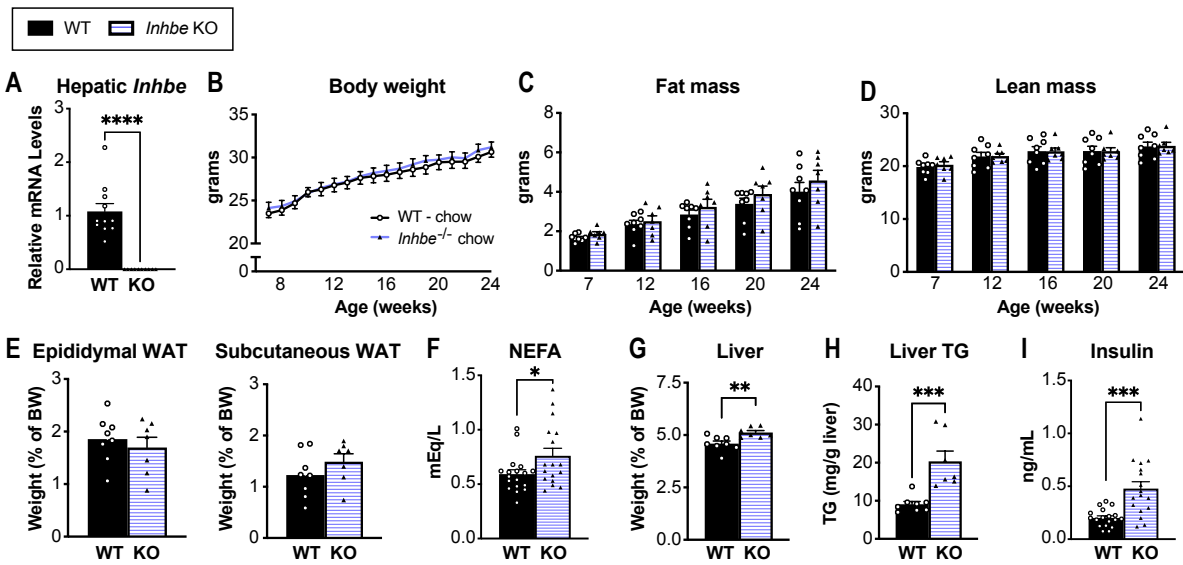 WT Inhbe KO
A Hepatic Inhbe
Relative mRNA Levels
3
2
1
0
****
WT KO
B Body weight
grams
35
30
25
20
0
WT - chow
Inhbe-/- chow
8 12 16 20 24
Age (weeks)
C Fat mass
grams
8
6
4
2
0
7 12 16 20 24
Age (weeks)
D Lean mass
grams
30
20
10
0
7 12 16 20 24
Age (weeks)
E Epididymal WAT
Weight (% of BW)
3
2
1
0
WT KO
Subcutaneous WAT
Weight (% of BW)
3
2
1
0
WT KO
F NEFA
mEq/L
1.5
1.0
0.5
0.0
*
WT KO
G Liver
Weight (% of BW)
7.5
5.0
2.5
0.0
**
WT KO
H Liver TG
TG (mg/g liver)
40
30
20
10
0
***
WT KO
I Insulin
ng/mL
1.5
1.0
0.5
0.0
***
WT KO